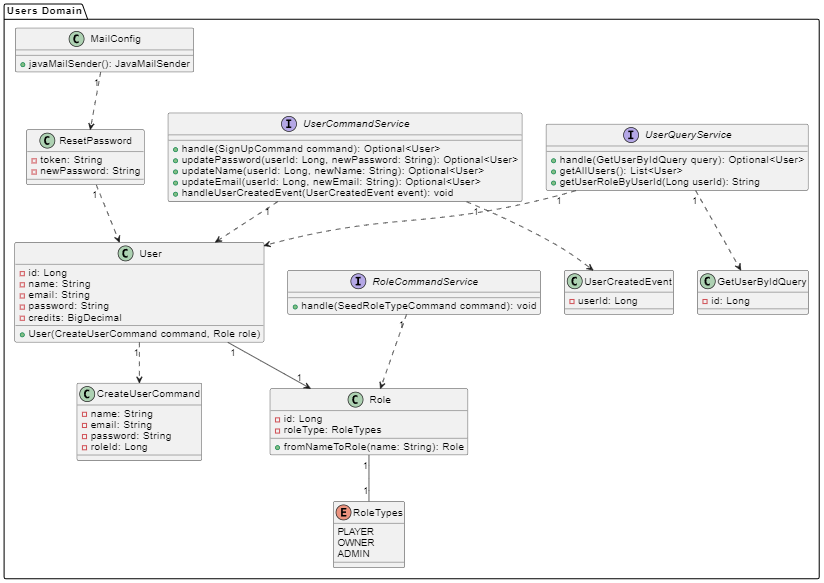 Users Domain
C MailConfig
javaMailSender(): JavaMailSender
1
C ResetPassword
token: String
newPassword: String
1
I UserCommandService
handle(SignUpCommand command): Optional<User>
updatePassword(userId: Long, newPassword: String): Optional<User>
updateName(userId: Long, newName: String): Optional<User>
updateEmail(userId: Long, newEmail: String): Optional<User>
handleUserCreatedEvent(UserCreatedEvent event): void
1
1
I UserQueryService
handle(GetUserByIdQuery query): Optional<User>
getAllUsers(): List<User>
getUserRoleByUserId(Long userId): String
1
1
C User
id: Long
name: String
email: String
password: String
credits: BigDecimal
User(CreateUserCommand command, Role role)
1
1
1
I RoleCommandService
handle(SeedRoleTypeCommand command): void
1
C UserCreatedEvent
userId: Long
C GetUserByIdQuery
id: Long
C CreateUserCommand
name: String
email: String
password: String
roleId: Long
C Role
id: Long
roleType: RoleTypes
fromNameToRole(name: String): Role
1
1
E RoleTypes
PLAYER
OWNER
ADMIN